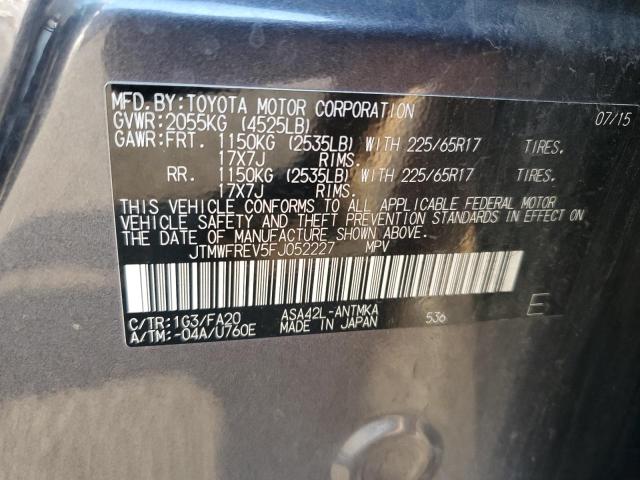 MFD.BY:TOYOTA MOTOR CORPORATION 07/15
GVWR:2055KG (4525LB)
GAWR:FRT. 1150KG (2535LB) WITH 225/65R17 TIRES.
17X7J RIMS.
RR. 1150KG (2535LB) WITH 225/65R17 TIRES.
17X7J RIMS.
THIS VEHICLE CONFORMS TO ALL APPLICABLE FEDERAL MOTOR
VEHICLE SAFETY AND THEFT PREVENTION STANDARDS IN EFFECT ON
THE DATE OF MANUFACTURE SHOWN ABOVE.
JTMWFREV5FJ052227 MPV
C/TR:1G3/FA20 ASA42L-ANTMKA 536 E
A/TM:-04A/U760E MADE IN JAPAN